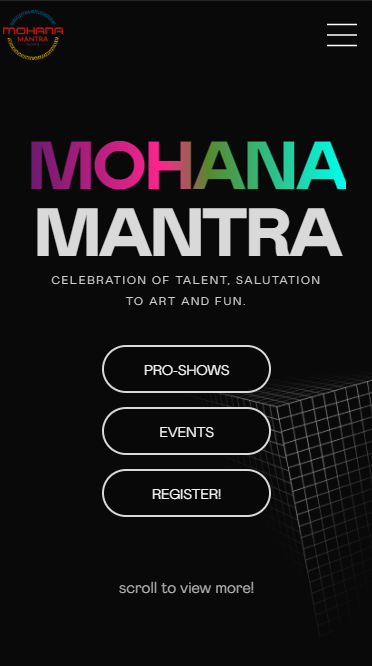 MOHANA
MANTRA
MOHANA
MANTRA
CELEBRATION OF TALENT, SALUTATION
TO ART AND FUN.
PRO-SHOWS
EVENTS
REGISTER!
scroll to view more!